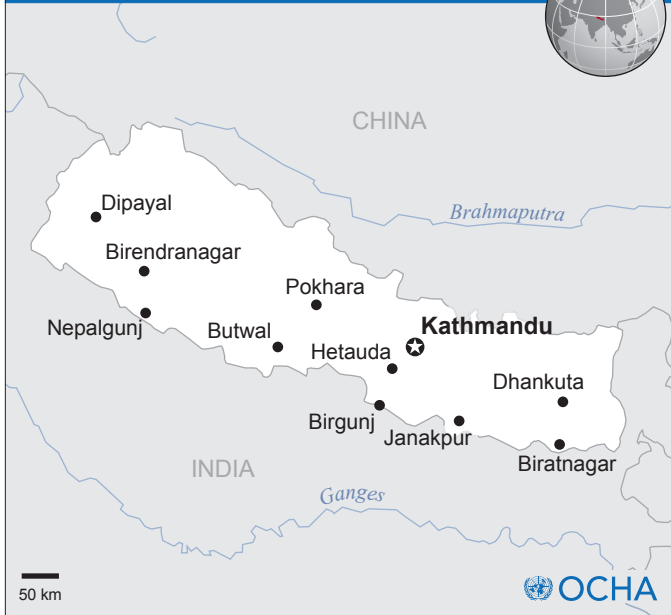 CHINA
Brahmaputra
Dipayal
Birendranagar
Pokhara
Nepalgunj
Butwal
Kathmandu
Hetauda
Dhankuta
Birgunj
Janakpur
Biratnagar
INDIA
Ganges
50 km
OCHA